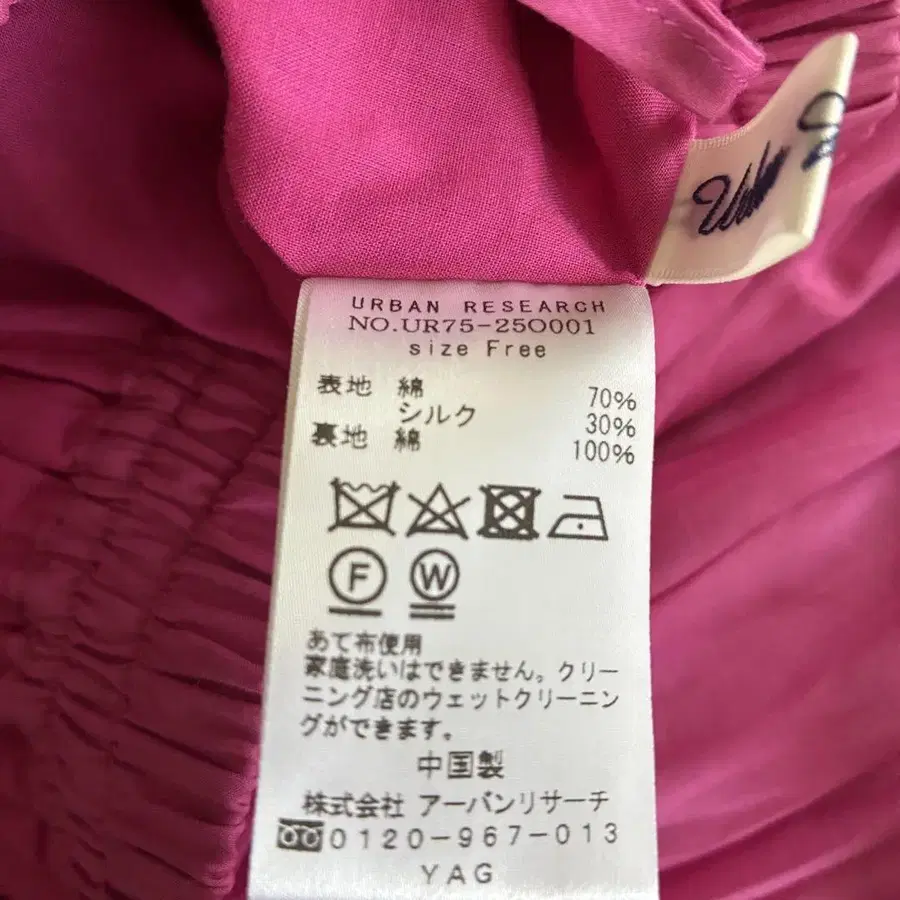 URBAN RESEARCH
NO.UR75-25O001
size Free
表地 綿 70%
シルク 30%
裏地 綿 100%
F W
あて布使用
家庭洗いはできません。クリー
ニング店のウェットクリーニン
グができます。
中国製
株式会社 アーバンリサーチ
0120-967-013
YAG